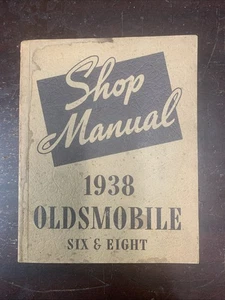 Shop
Manual
1938
OLDSMOBILE
SIX & EIGHT